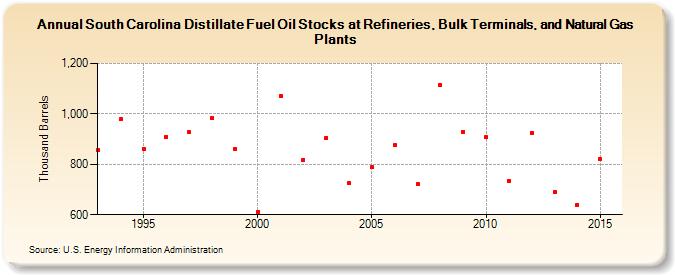 Annual South Carolina Distillate Fuel Oil Stocks at Refineries, Bulk Terminals, and Natural Gas
Plants
Thousand Barrels
1,200
1,000
800
600
1995
2000
2005
2010
2015
Source: U.S. Energy Information Administration